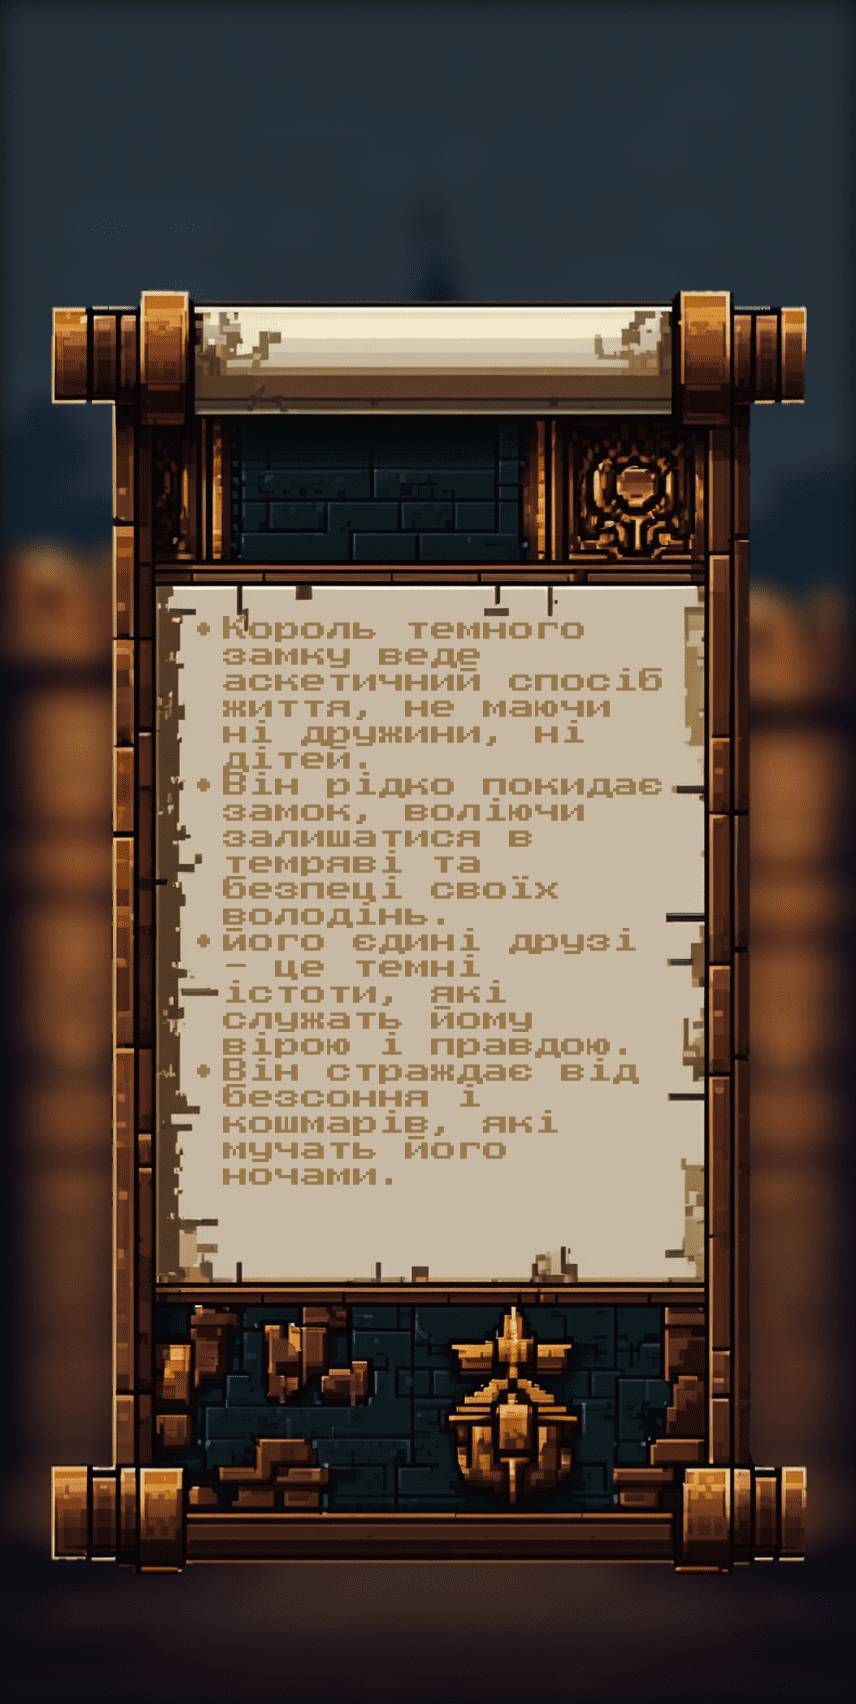 • Король темного
замку веде
аскетичний спосіб
життя, не маючи
ні дружини, ні
дітей.
• Він рідко покидає
замок, воліючи
залишатися в
темряві та
безпеці своїх
володінь.
• його єдині друзі
- це темні
істоти, які
служать йому
вірою і правдою.
• Він страждає від
безсоння і
кошмарів, які
мучать його
ночами.